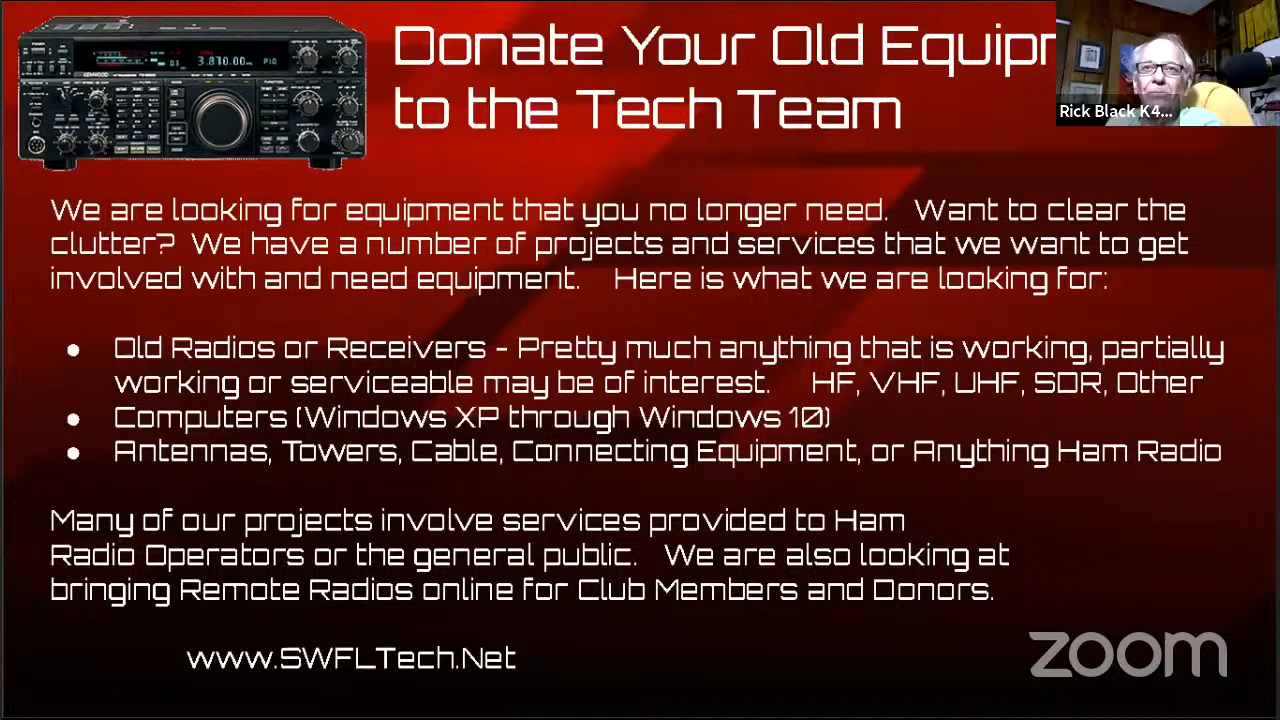 Donate Your Old Equip
to the Tech Team
Rick Black K4...
KENWOOD
3.870.00
We are looking for equipment that you no longer need. Want to clear the
clutter? We have a number of projects and services that we want to get
involved with and need equipment. Here is what we are looking for:
• Old Radios or Receivers - Pretty much anything that is working, partially
working or serviceable may be of interest. HF, VHF, UHF, SDR, Other
• Computers (Windows XP through Windows 10)
• Antennas, Towers, Cable, Connecting Equipment, or Anything Ham Radio
Many of our projects involve services provided to Ham
Radio Operators or the general public. We are also looking at
bringing Remote Radios online for Club Members and Donors.
www.SWFLTech.Net
zoom